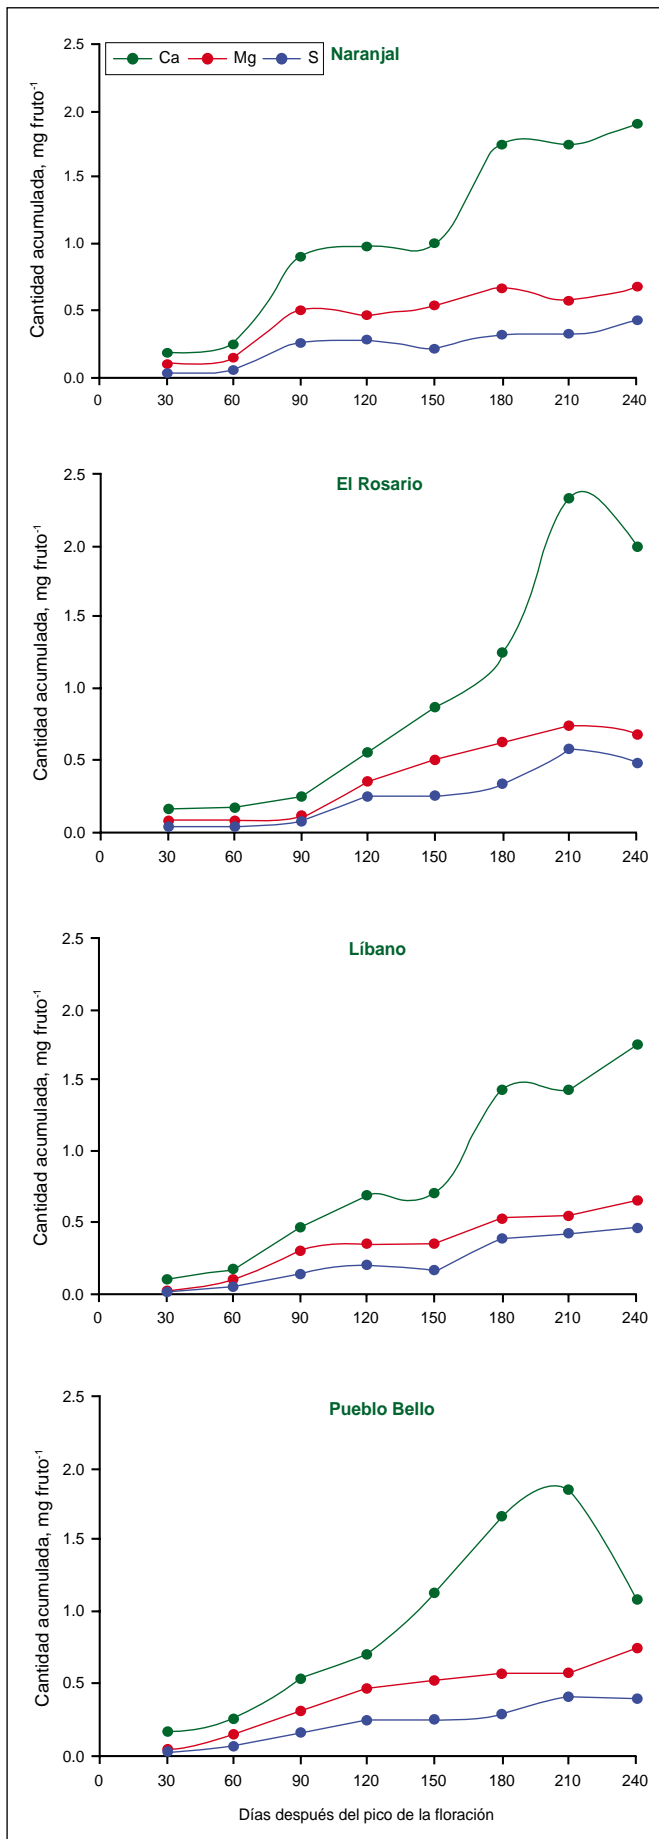 Ca Mg S Naranjal
Cantidad acumulada, mg fruto-1
2.5
2.0
1.5
1.0
0.5
0.0
0 30 60 90 120 150 180 210 240
El Rosario
Cantidad acumulada, mg fruto-1
2.5
2.0
1.5
1.0
0.5
0.0
0 30 60 90 120 150 180 210 240
Líbano
Cantidad acumulada, mg fruto-1
2.5
2.0
1.5
1.0
0.5
0.0
0 30 60 90 120 150 180 210 240
Pueblo Bello
Cantidad acumulada, mg fruto-1
2.5
2.0
1.5
1.0
0.5
0.0
0 30 60 90 120 150 180 210 240
Días después del pico de la floración